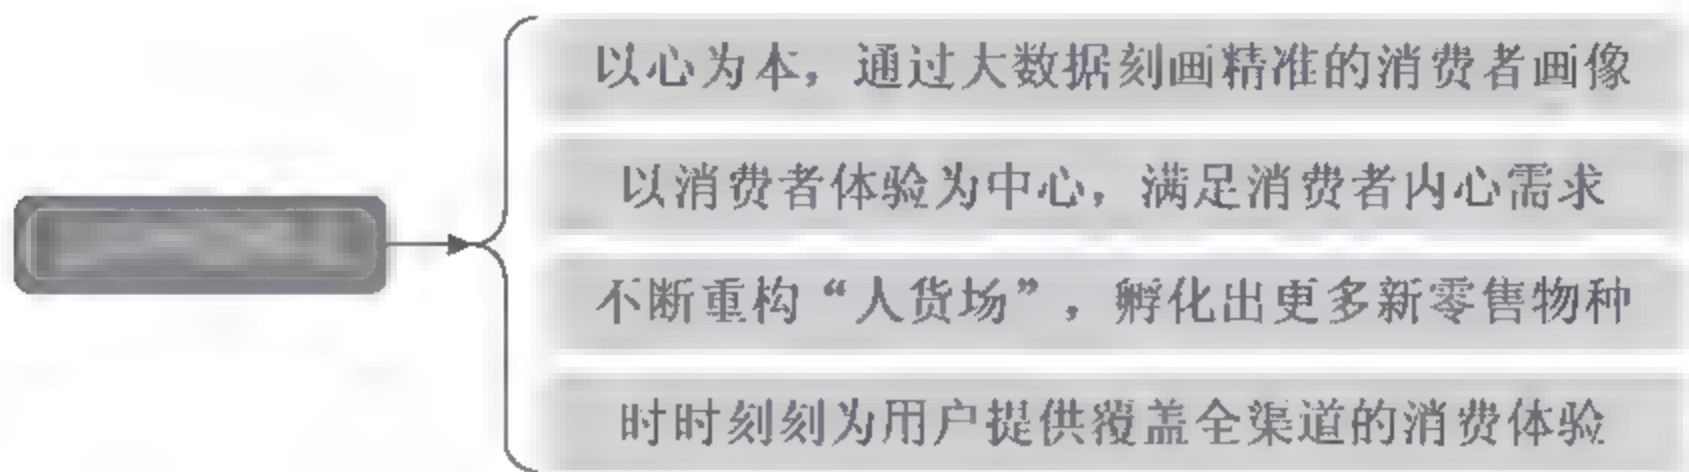 以心为本，通过大数据刻画精准的消费者画像
以消费者体验为中心，满足消费者内心需求
不断重构“人货场”，孵化出更多新零售物种
时时刻刻为用户提供覆盖全渠道的消费体验